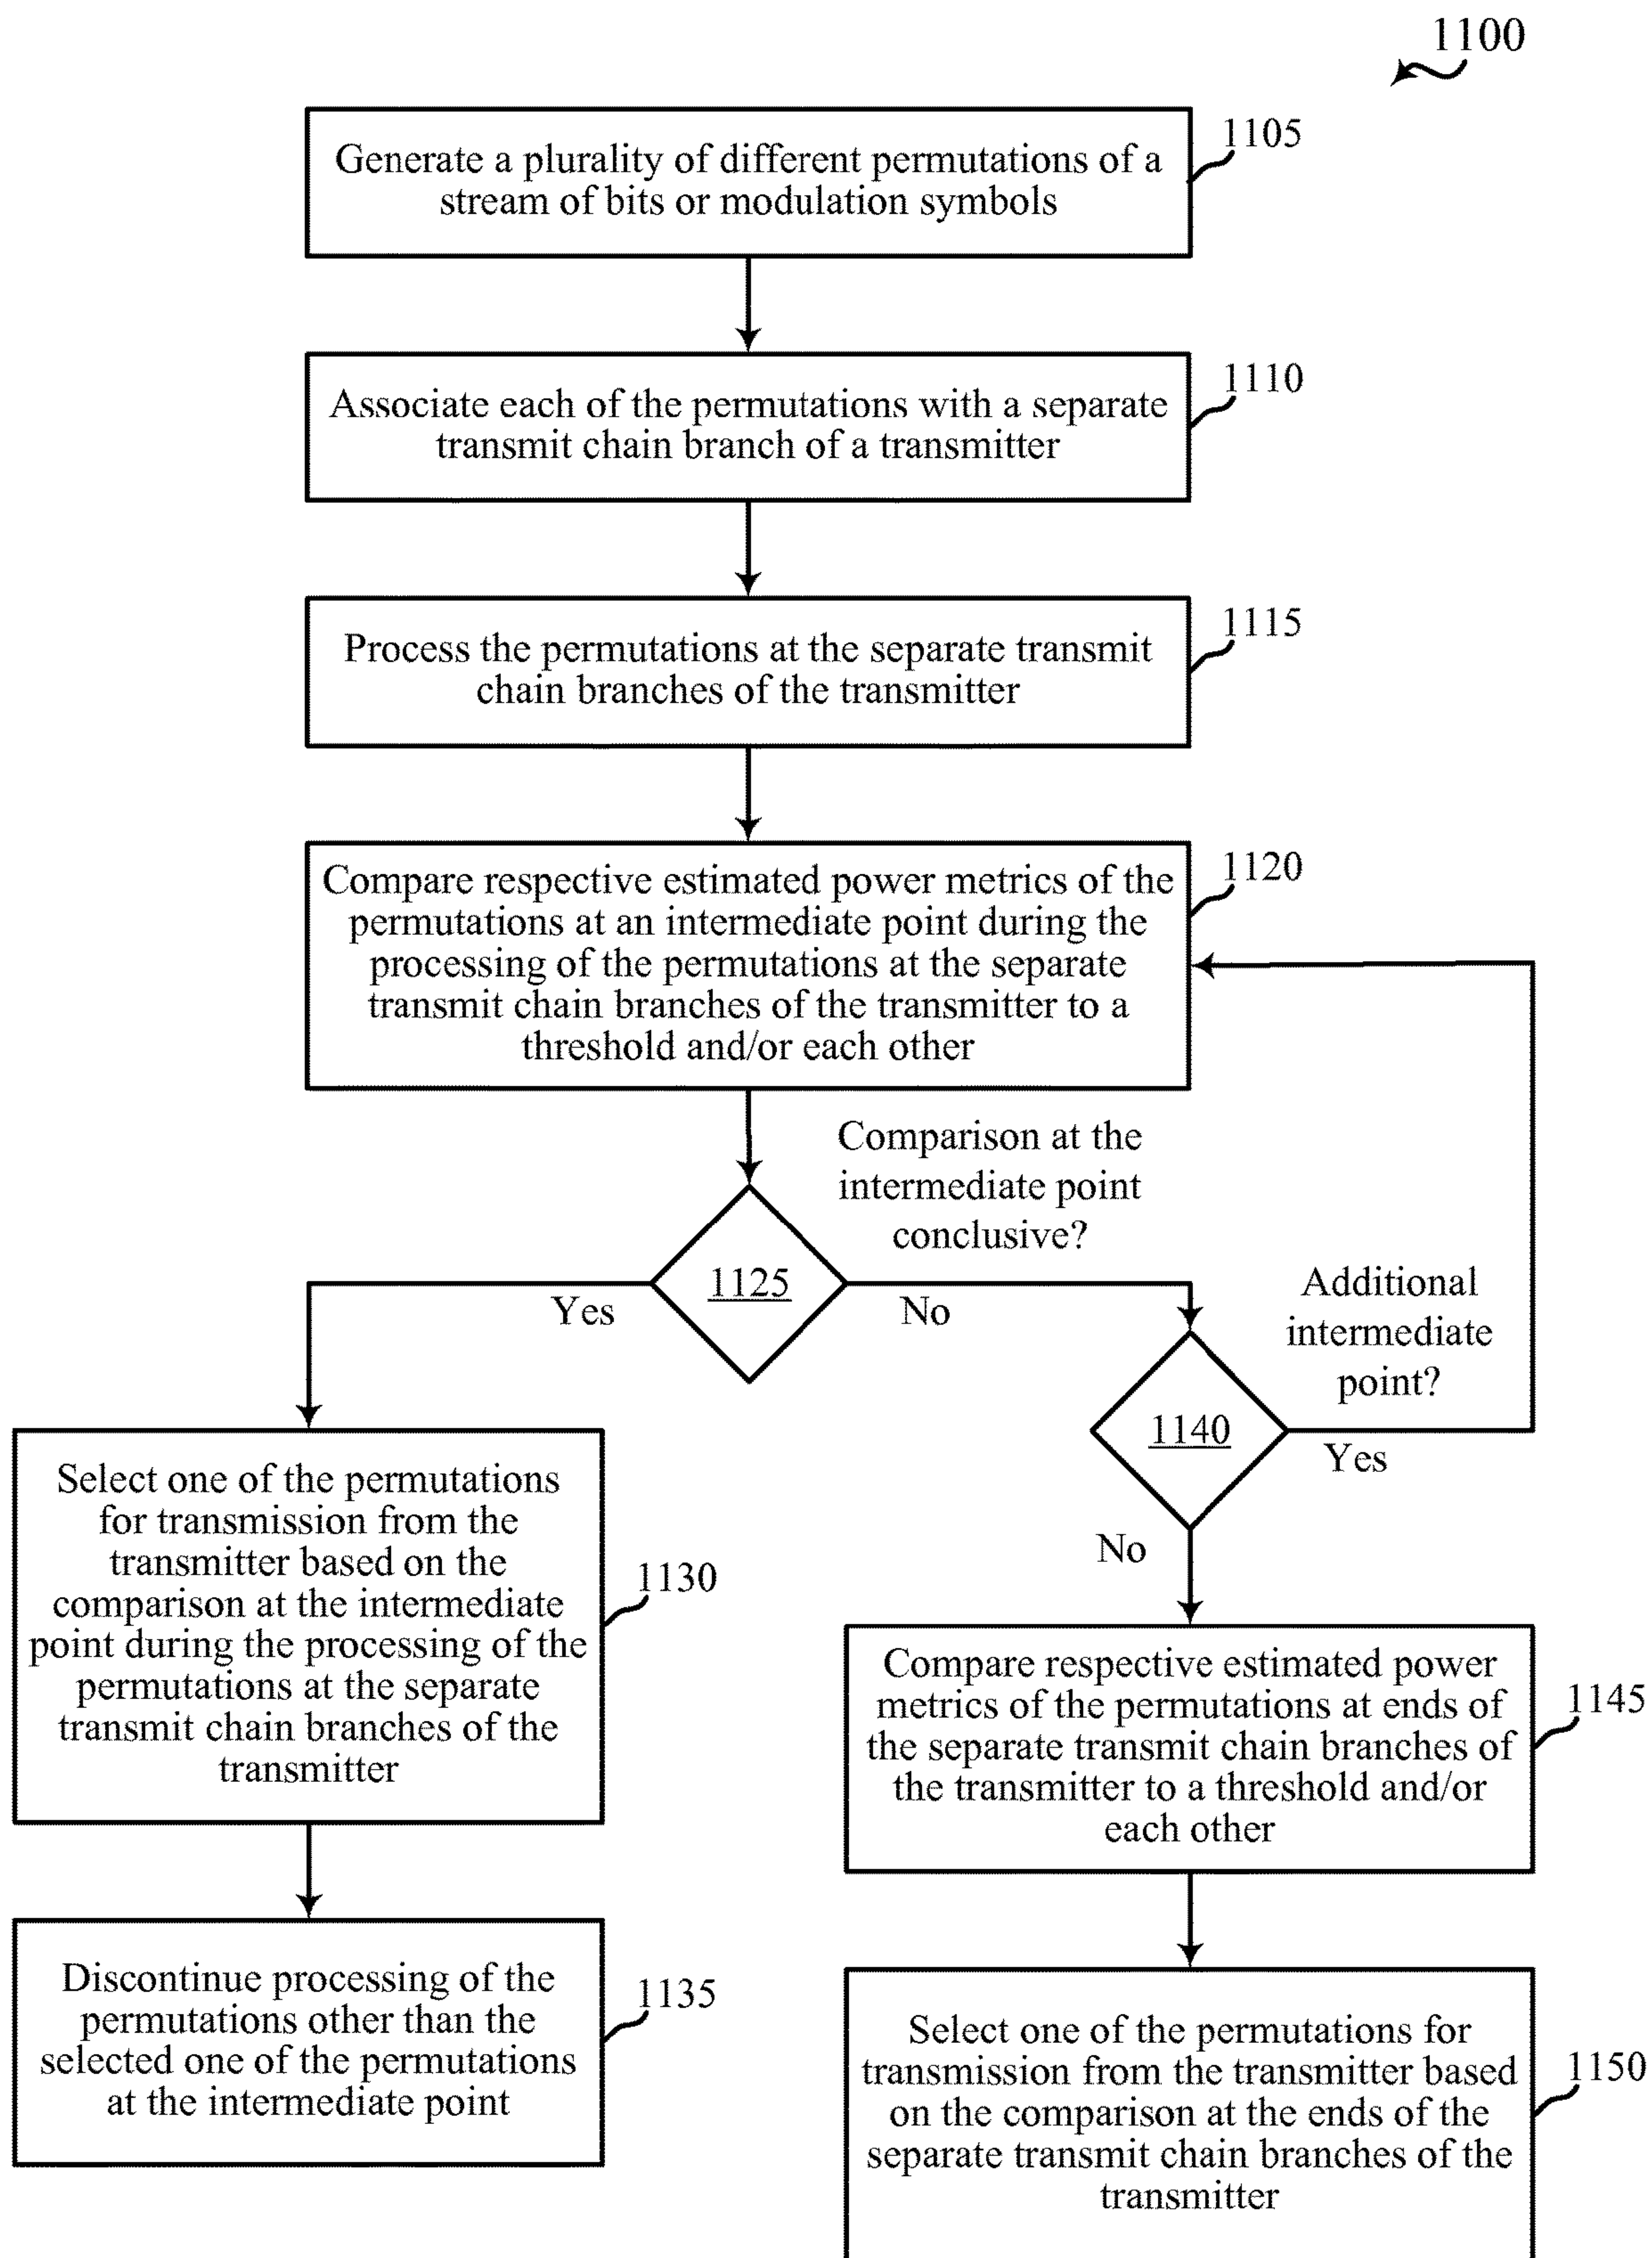 1100
Generate a plurality of different permutations of a
stream of bits or modulation symbols
1105
Associate each of the permutations with a separate
transmit chain branch of a transmitter
1110
Process the permutations at the separate transmit
chain branches of the transmitter
1115
Compare respective estimated power metrics of the
permutations at an intermediate point during the
processing of the permutations at the separate
transmit chain branches of the transmitter to a
threshold and/or each other
1120
Comparison at the
intermediate point
conclusive?
1125
Yes
No
Additional
intermediate
point?
1140
Yes
No
Select one of the permutations
for transmission from the
transmitter based on the
comparison at the intermediate
point during the processing of the
permutations at the separate
transmit chain branches of the
transmitter
1130
Compare respective estimated power
metrics of the permutations at ends of
the separate transmit chain branches of
the transmitter to a threshold and/or
each other
1145
Discontinue processing of the
permutations other than the
selected one of the permutations
at the intermediate point
1135
Select one of the permutations for
transmission from the transmitter based
on the comparison at the ends of the
separate transmit chain branches of the
transmitter
1150